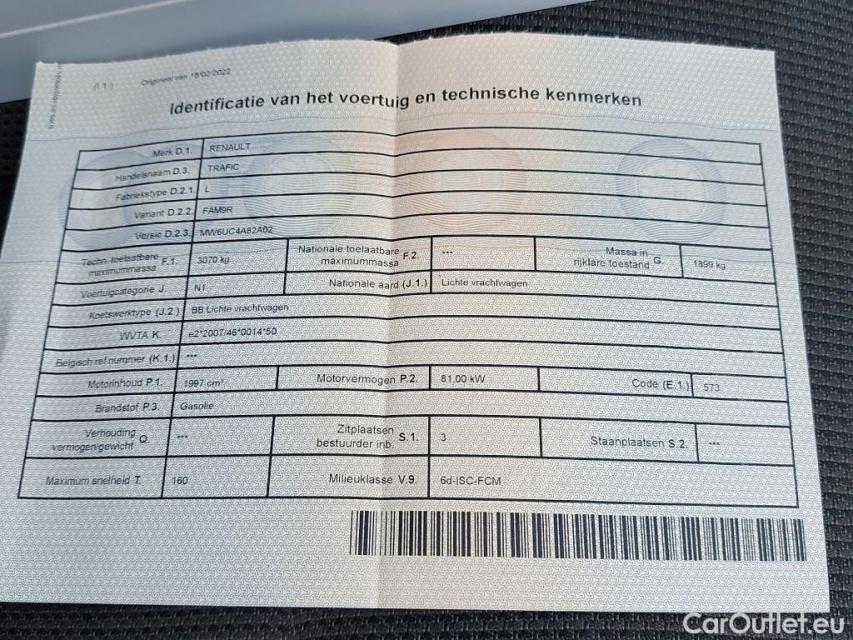 (I.1) Origineel van 18/02/2022
Identificatie van het voertuig en technische kenmerken
Merk D.1. RENAULT
Handelsnaam D.3. TRAFIC
Fabriekstype D.2.1. L
Variant D.2.2. FAM9R
Versie D.2.3. MW6UC4A82A02
Techn. toelaatbare maximummassa F.1. 3070 kg Nationale toelaatbare maximummassa F.2. --- Massa in rijklare toestand G. 1899 kg
Voertuigcategorie J. N1 Nationale aard (J.1.) Lichte vrachtwagen
Koetswerktype (J.2.) BB Lichte vrachtwagen
WVTA K. e2*2007/46*0014*50
Belgisch ref.nummer (K.1.) ---
Motorinhoud P.1. 1997 cm³ Motorvermogen P.2. 81,00 kW Code (E.1.) 573
Brandstof P.3. Gasolie
Verhouding vermogen/gewicht Q. --- Zitplaatsen bestuurder inb. S.1. 3 Staanplaatsen S.2. ---
Maximum snelheid T. 160 Milieuklasse V.9. 6d-ISC-FCM
CarOutlet.eu